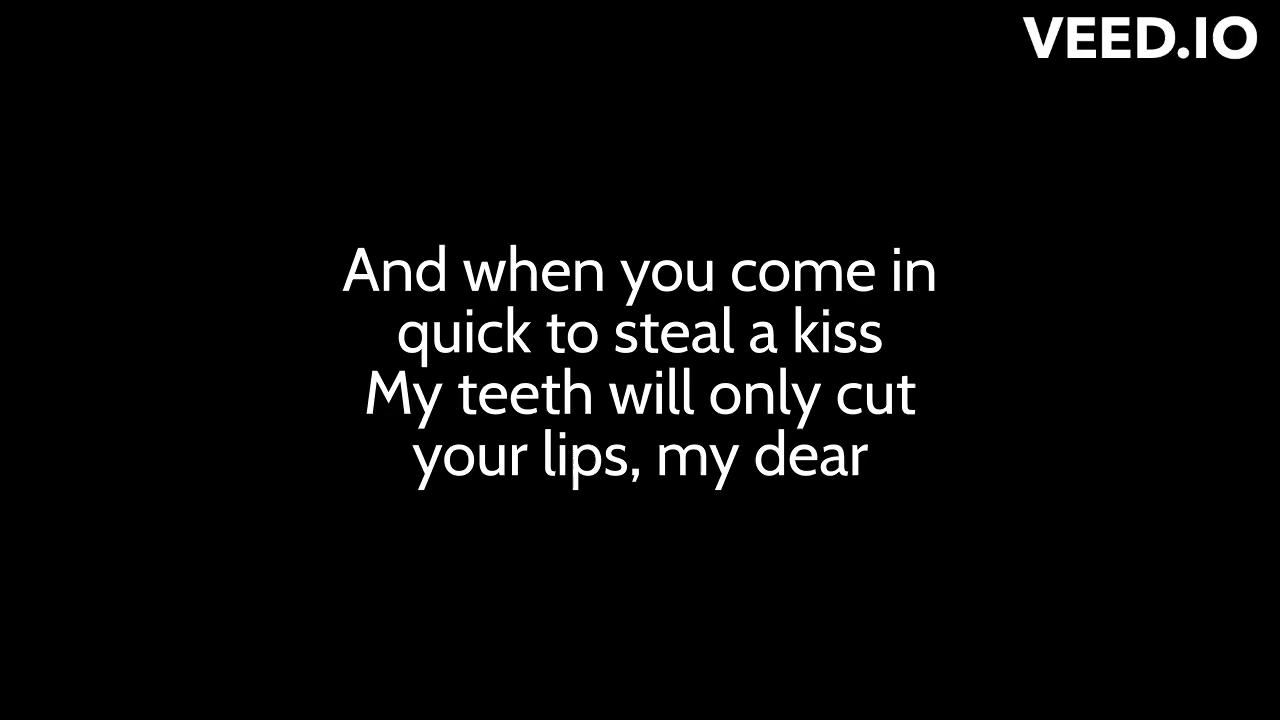 VEED.IO
And when you come in
quick to steal a kiss
My teeth will only cut
your lips, my dear